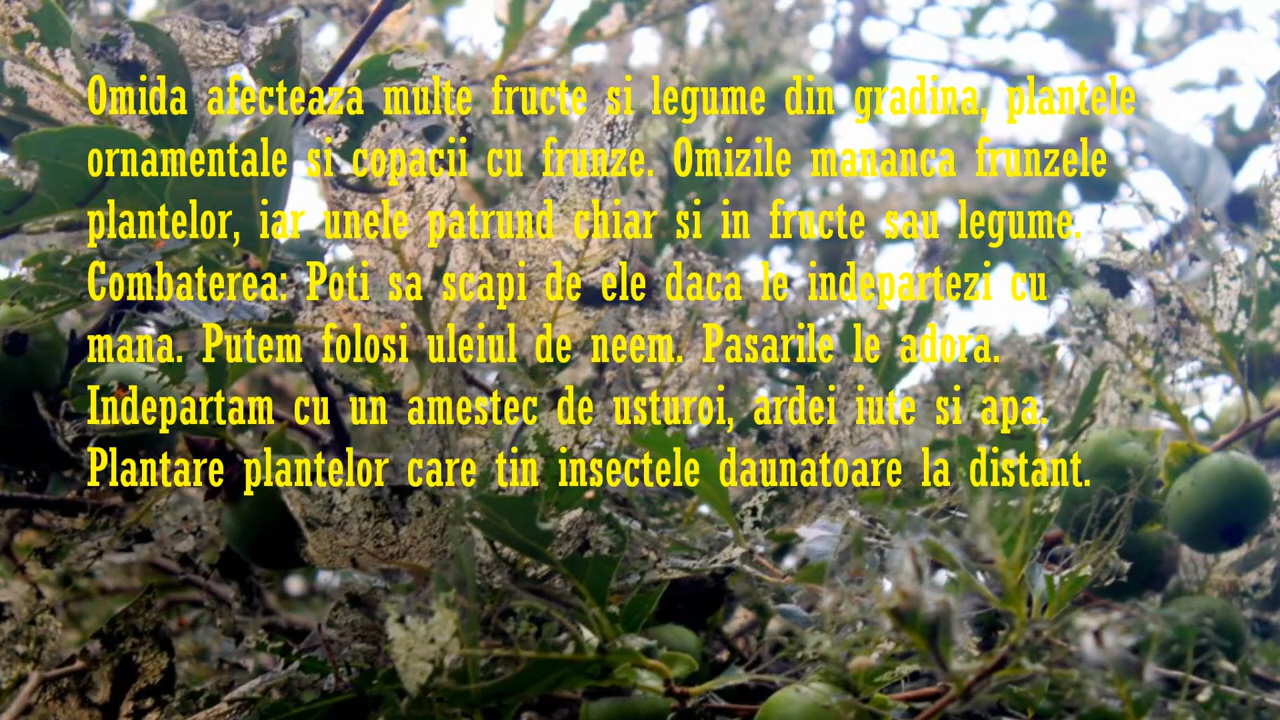 Omida afecteaza multe fructe si legume din gradina, plantele
ornamentale si copacii cu frunze. Omizile mananca frunzele
plantelor, iar unele patrund chiar si in fructe sau legume.
Combaterea: Poti sa scapi de ele daca le indepartezi cu
mana. Putem folosi uleiul de neem. Pasarile le adora.
Indepartam cu un amestec de usturoi, ardei iute si apa.
Plantare plantelor care tin insectele daunatoare la distant.